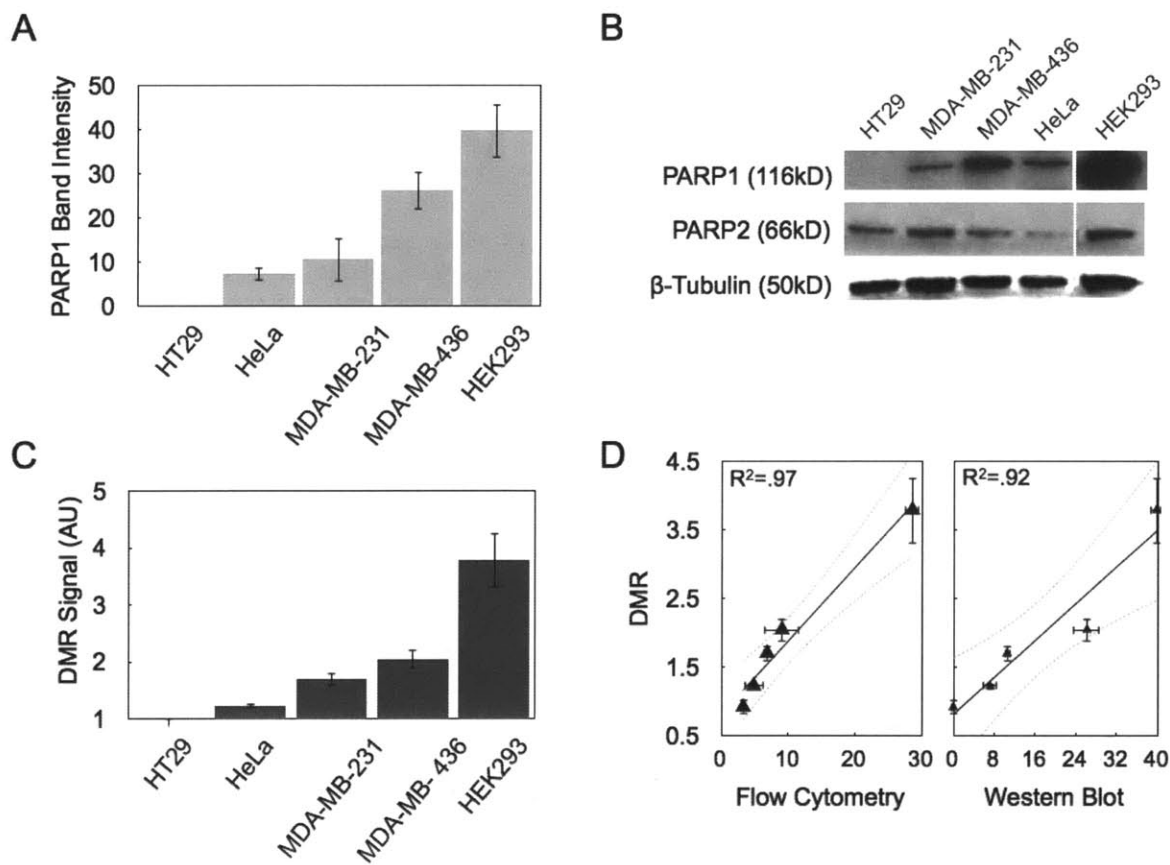 A
PARP1 Band Intensity
50
40
30
20
10
0
HT29
HeLa
MDA-MB-231
MDA-MB-436
HEK293
B
HT29
MDA-MB-231
MDA-MB-436
HeLa
HEK293
PARP1 (116kD)
PARP2 (66kD)
β-Tubulin (50kD)
C
DMR Signal (AU)
5
4
3
2
1
HT29
HeLa
MDA-MB-231
MDA-MB- 436
HEK293
D
DMR
4.5
3.5
2.5
1.5
0.5
R²=.97
0 10 20 30
Flow Cytometry
R²=.92
0 8 16 24 32 40
Western Blot